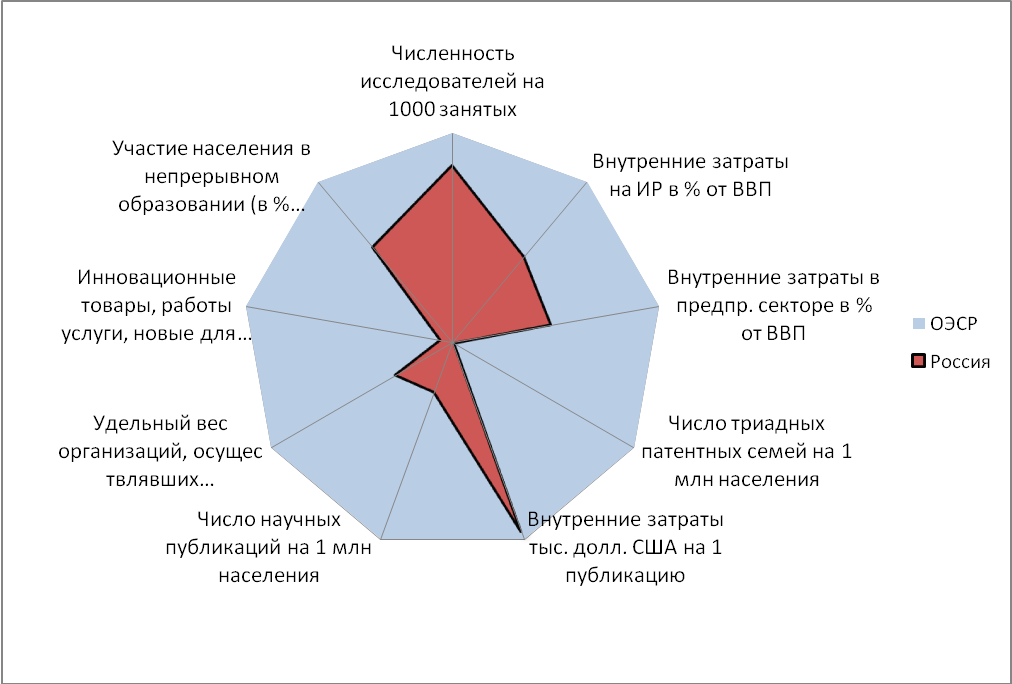 Численность
исследователей на
1000 занятых
Внутренние затраты
на ИР в % от ВВП
Внутренние затраты в
предпр. секторе в %
от ВВП
Число триадных
патентных семей на 1
млн населения
Внутренние затраты
тыс. долл. США на 1
публикацию
Число научных
публикаций на 1 млн
населения
Удельный вес
организаций, осущес
твлявших...
Инновационные
товары, работы
услуги, новые для...
Участие населения в
непрерывном
образовании (в %...
ОЭСР
Россия